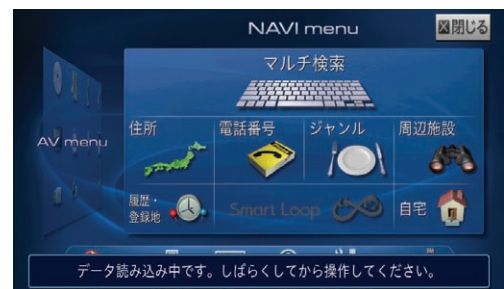 NAVI menu
閉じる
マルチ検索
AV menu
住所
電話番号
ジャンル
周辺施設
履歴・
登録地
Smart Loop
自宅
データ読み込み中です。しばらくしてから操作してください。